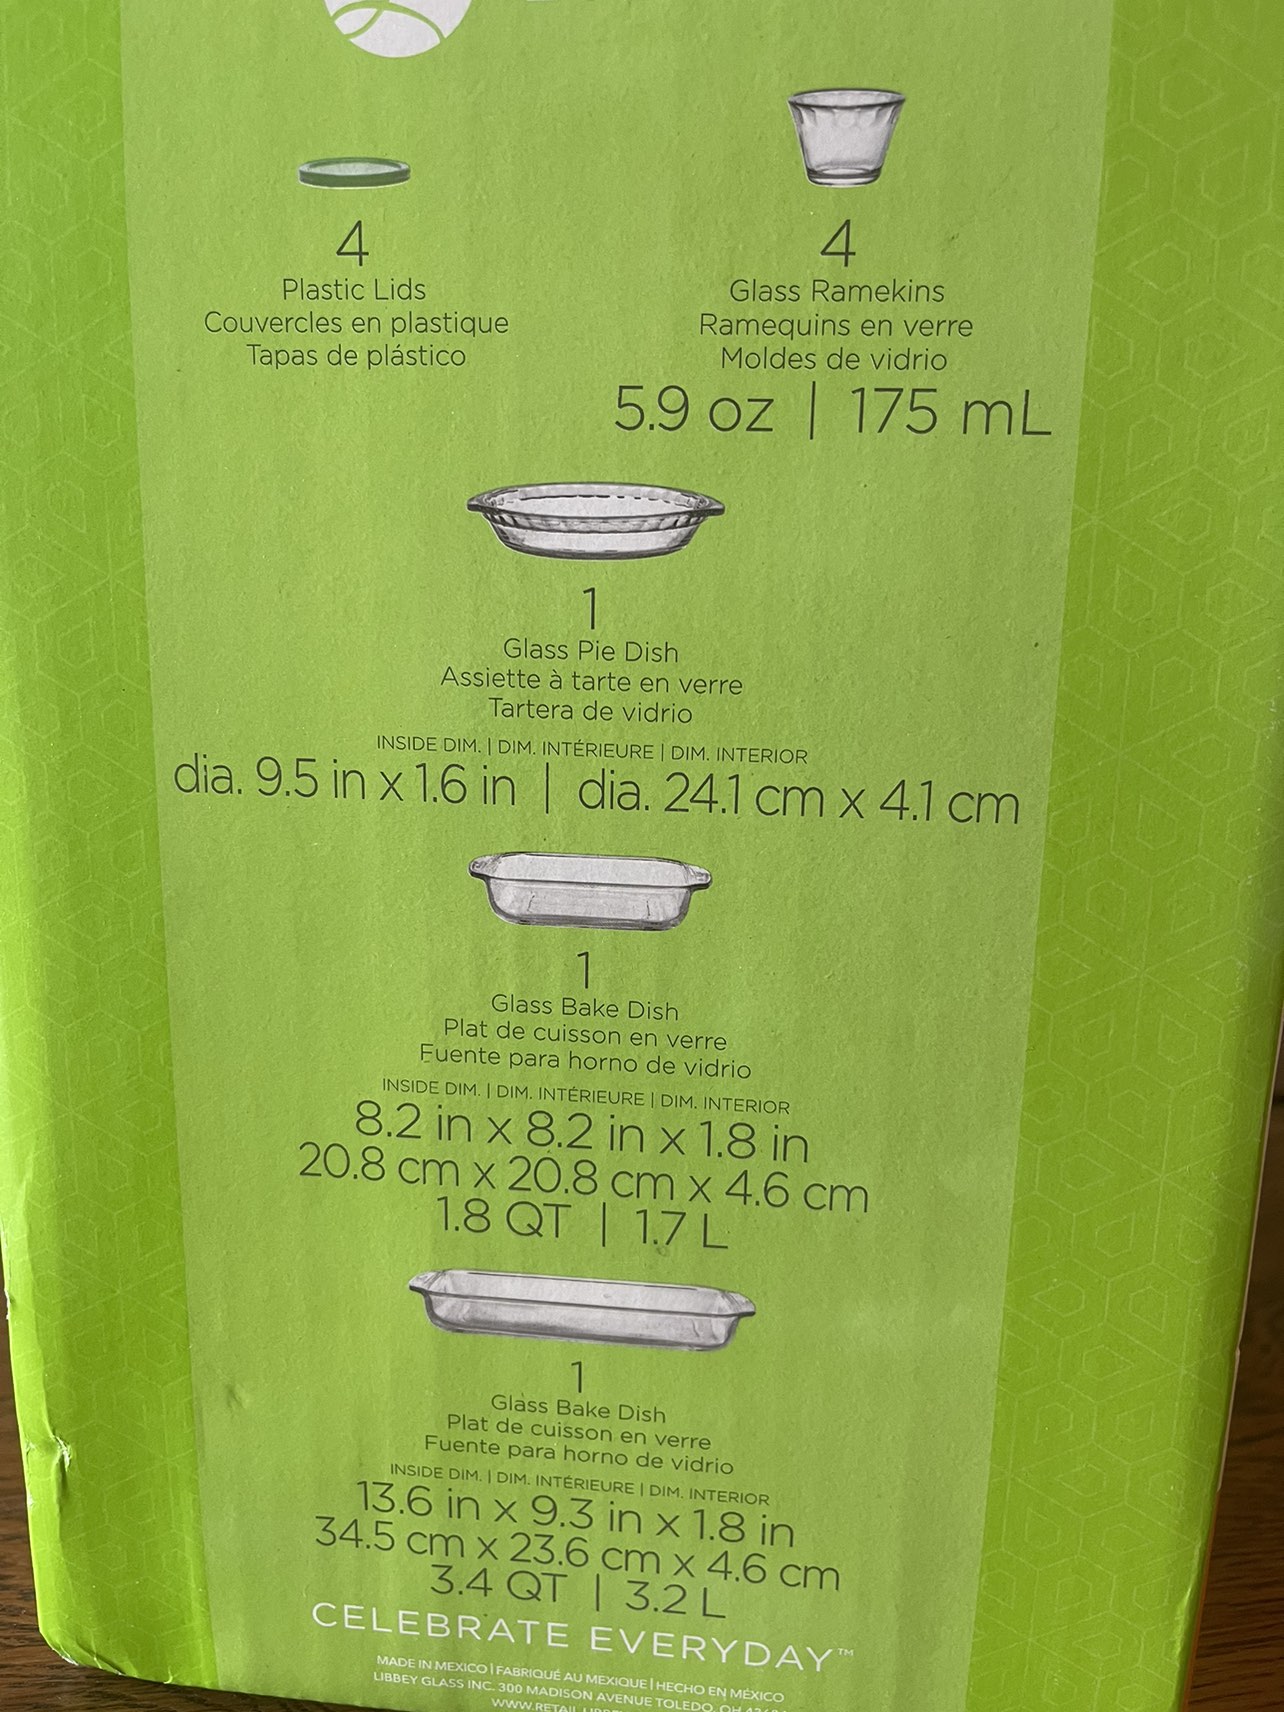 4
Plastic Lids
Couvercles en plastique
Tapas de plástico
4
Glass Ramekins
Ramequins en verre
Moldes de vidrio
5.9 oz | 175 mL
1
Glass Pie Dish
Assiette à tarte en verre
Tartera de vidrio
INSIDE DIM. | DIM. INTÉRIEURE | DIM. INTERIOR
dia. 9.5 in x 1.6 in | dia. 24.1 cm x 4.1 cm
1
Glass Bake Dish
Plat de cuisson en verre
Fuente para horno de vidrio
INSIDE DIM. | DIM. INTÉRIEURE | DIM. INTERIOR
8.2 in x 8.2 in x 1.8 in
20.8 cm x 20.8 cm x 4.6 cm
1.8 QT | 1.7 L
1
Glass Bake Dish
Plat de cuisson en verre
Fuente para horno de vidrio
INSIDE DIM. | DIM. INTÉRIEURE | DIM. INTERIOR
13.6 in x 9.3 in x 1.8 in
34.5 cm x 23.6 cm x 4.6 cm
3.4 QT | 3.2 L
CELEBRATE EVERYDAY™
MADE IN MEXICO | FABRIQUÉ AU MEXIQUE | HECHO EN MÉXICO
LIBBEY GLASS INC. 300 MADISON AVENUE TOLEDO, OH